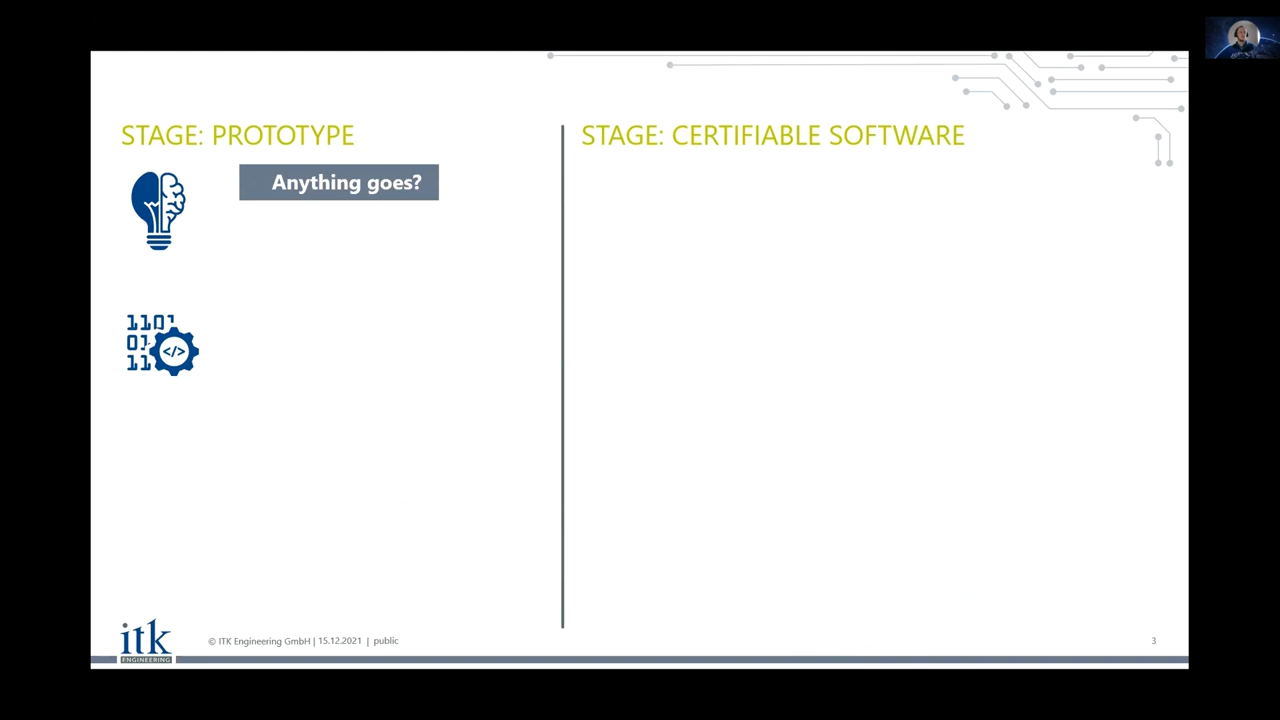 STAGE: PROTOTYPE
Anything goes?
1101
01
11
</>
STAGE: CERTIFIABLE SOFTWARE
itk
ENGINEERING
© ITK Engineering GmbH | 15.12.2021 | public
3